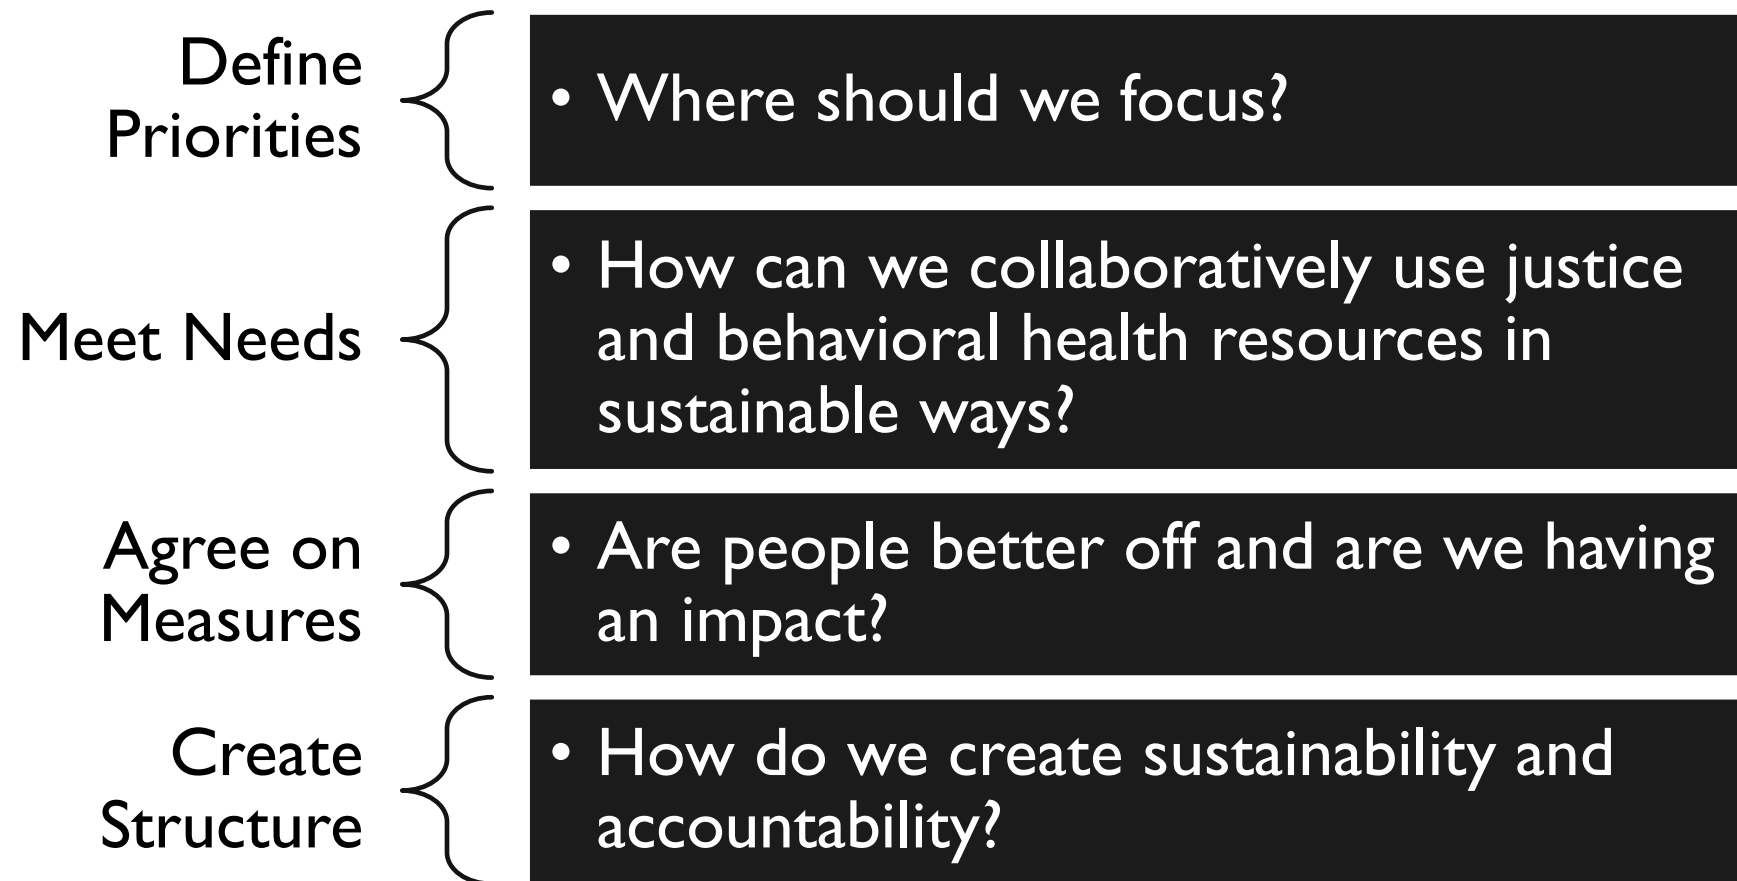 Define
Priorities
• Where should we focus?
Meet Needs
• How can we collaboratively use justice
and behavioral health resources in
sustainable ways?
Agree on
Measures
• Are people better off and are we having
an impact?
Create
Structure
• How do we create sustainability and
accountability?